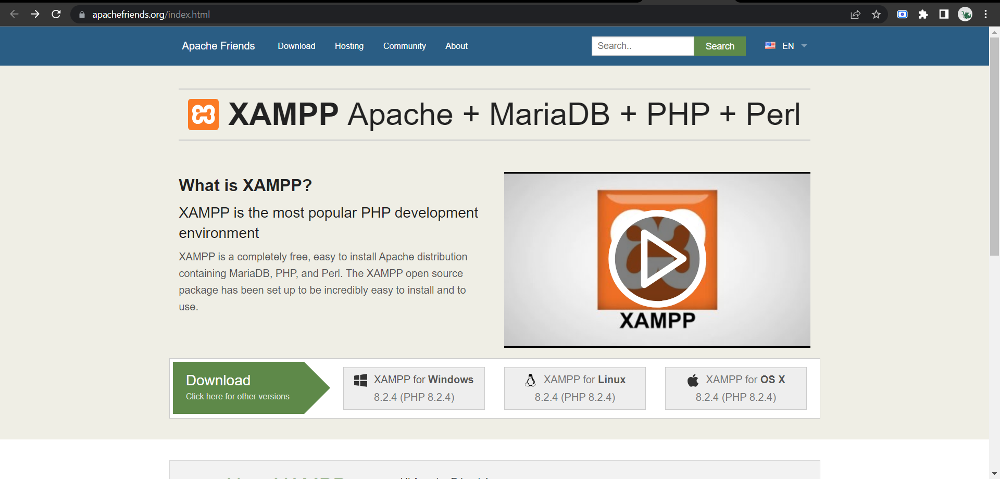 apachefriends.org/index.html
Apache Friends Download Hosting Community About Search.. Search EN
XAMPP Apache + MariaDB + PHP + Perl
What is XAMPP?
XAMPP is the most popular PHP development
environment
XAMPP is a completely free, easy to install Apache distribution
containing MariaDB, PHP, and Perl. The XAMPP open source
package has been set up to be incredibly easy to install and to
use.
XAMPP
Download
Click here for other versions
XAMPP for Windows
8.2.4 (PHP 8.2.4)
XAMPP for Linux
8.2.4 (PHP 8.2.4)
XAMPP for OS X
8.2.4 (PHP 8.2.4)